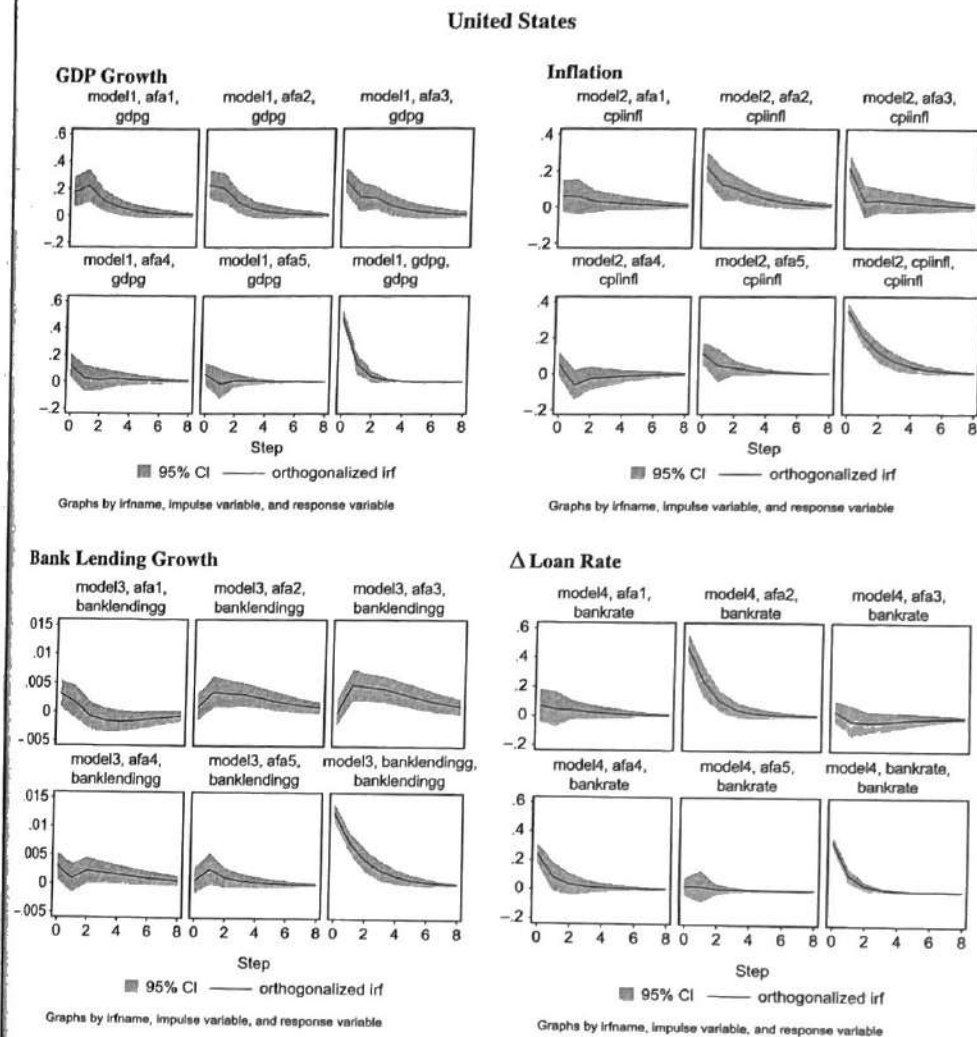 United States
GDP Growth
model1, afa1,
gdpg
model1, afa2,
gdpg
model1, afa3,
gdpg
.6
.4
.2
0
-.2
model1, afa4,
gdpg
model1, afa5,
gdpg
model1, gdpg,
gdpg
.6
.4
.2
0
-.2
0 2 4 6 8 0 2 4 6 8 0 2 4 6 8
Step
95% CI orthogonalized irf
Graphs by irfname, impulse variable, and response variable
Inflation
model2, afa1,
cpiinfl
model2, afa2,
cpiinfl
model2, afa3,
cpiinfl
.4
.2
0
-.2
model2, afa4,
cpiinfl
model2, afa5,
cpiinfl
model2, cpiinfl,
cpiinfl
.4
.2
0
-.2
0 2 4 6 8 0 2 4 6 8 0 2 4 6 8
Step
95% CI orthogonalized irf
Graphs by irfname, impulse variable, and response variable
Bank Lending Growth
model3, afa1,
banklendingg
model3, afa2,
banklendingg
model3, afa3,
banklendingg
.015
.01
.005
0
-.005
model3, afa4,
banklendingg
model3, afa5,
banklendingg
model3, banklendingg,
banklendingg
.015
.01
.005
0
-.005
0 2 4 6 8 0 2 4 6 8 0 2 4 6 8
Step
95% CI orthogonalized irf
Graphs by irfname, impulse variable, and response variable
Δ Loan Rate
model4, afa1,
bankrate
model4, afa2,
bankrate
model4, afa3,
bankrate
.6
.4
.2
0
-.2
model4, afa4,
bankrate
model4, afa5,
bankrate
model4, bankrate,
bankrate
.6
.4
.2
0
-.2
0 2 4 6 8 0 2 4 6 8 0 2 4 6 8
Step
95% CI orthogonalized irf
Graphs by irfname, impulse variable, and response variable